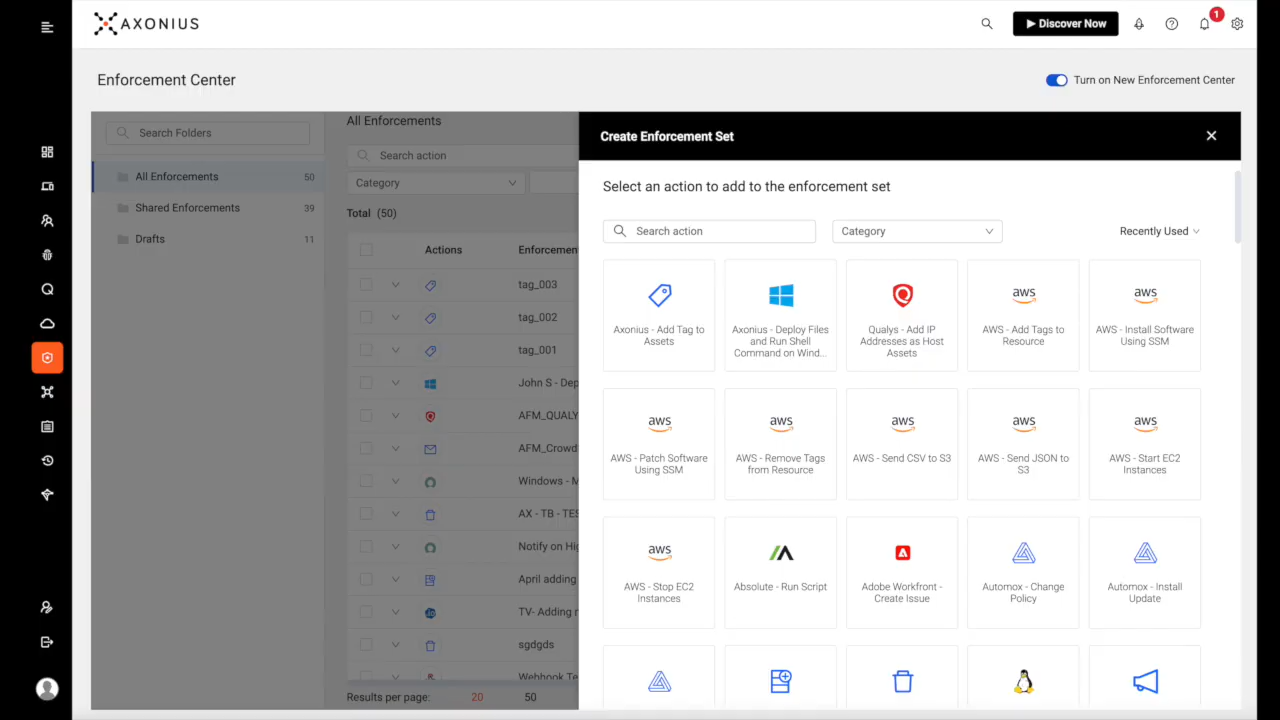 AXONIUS
Discover Now
1
Enforcement Center
Turn on New Enforcement Center
Search Folders
All Enforcements 50
Shared Enforcements 39
Drafts 11
All Enforcements
Search action
Category
Total (50)
Actions Enforcemen
tag_003
tag_002
tag_001
John S - Dep
AFM_QUALY
AFM_Crowd
Windows - M
AX - TB - TES
Notify on Hig
April adding
TV- Adding r
sgdgds
Webhook Te
Results per page: 20 50
Create Enforcement Set
Select an action to add to the enforcement set
Search action
Category
Recently Used
Axonius - Add Tag to
Assets
Axonius - Deploy Files
and Run Shell
Command on Wind...
Qualys - Add IP
Addresses as Host
Assets
aws
AWS - Add Tags to
Resource
aws
AWS - Install Software
Using SSM
aws
AWS - Patch Software
Using SSM
aws
AWS - Remove Tags
from Resource
aws
AWS - Send CSV to S3
aws
AWS - Send JSON to
S3
aws
AWS - Start EC2
Instances
aws
AWS - Stop EC2
Instances
Absolute - Run Script
Adobe Workfront -
Create Issue
Automox - Change
Policy
Automox - Install
Update